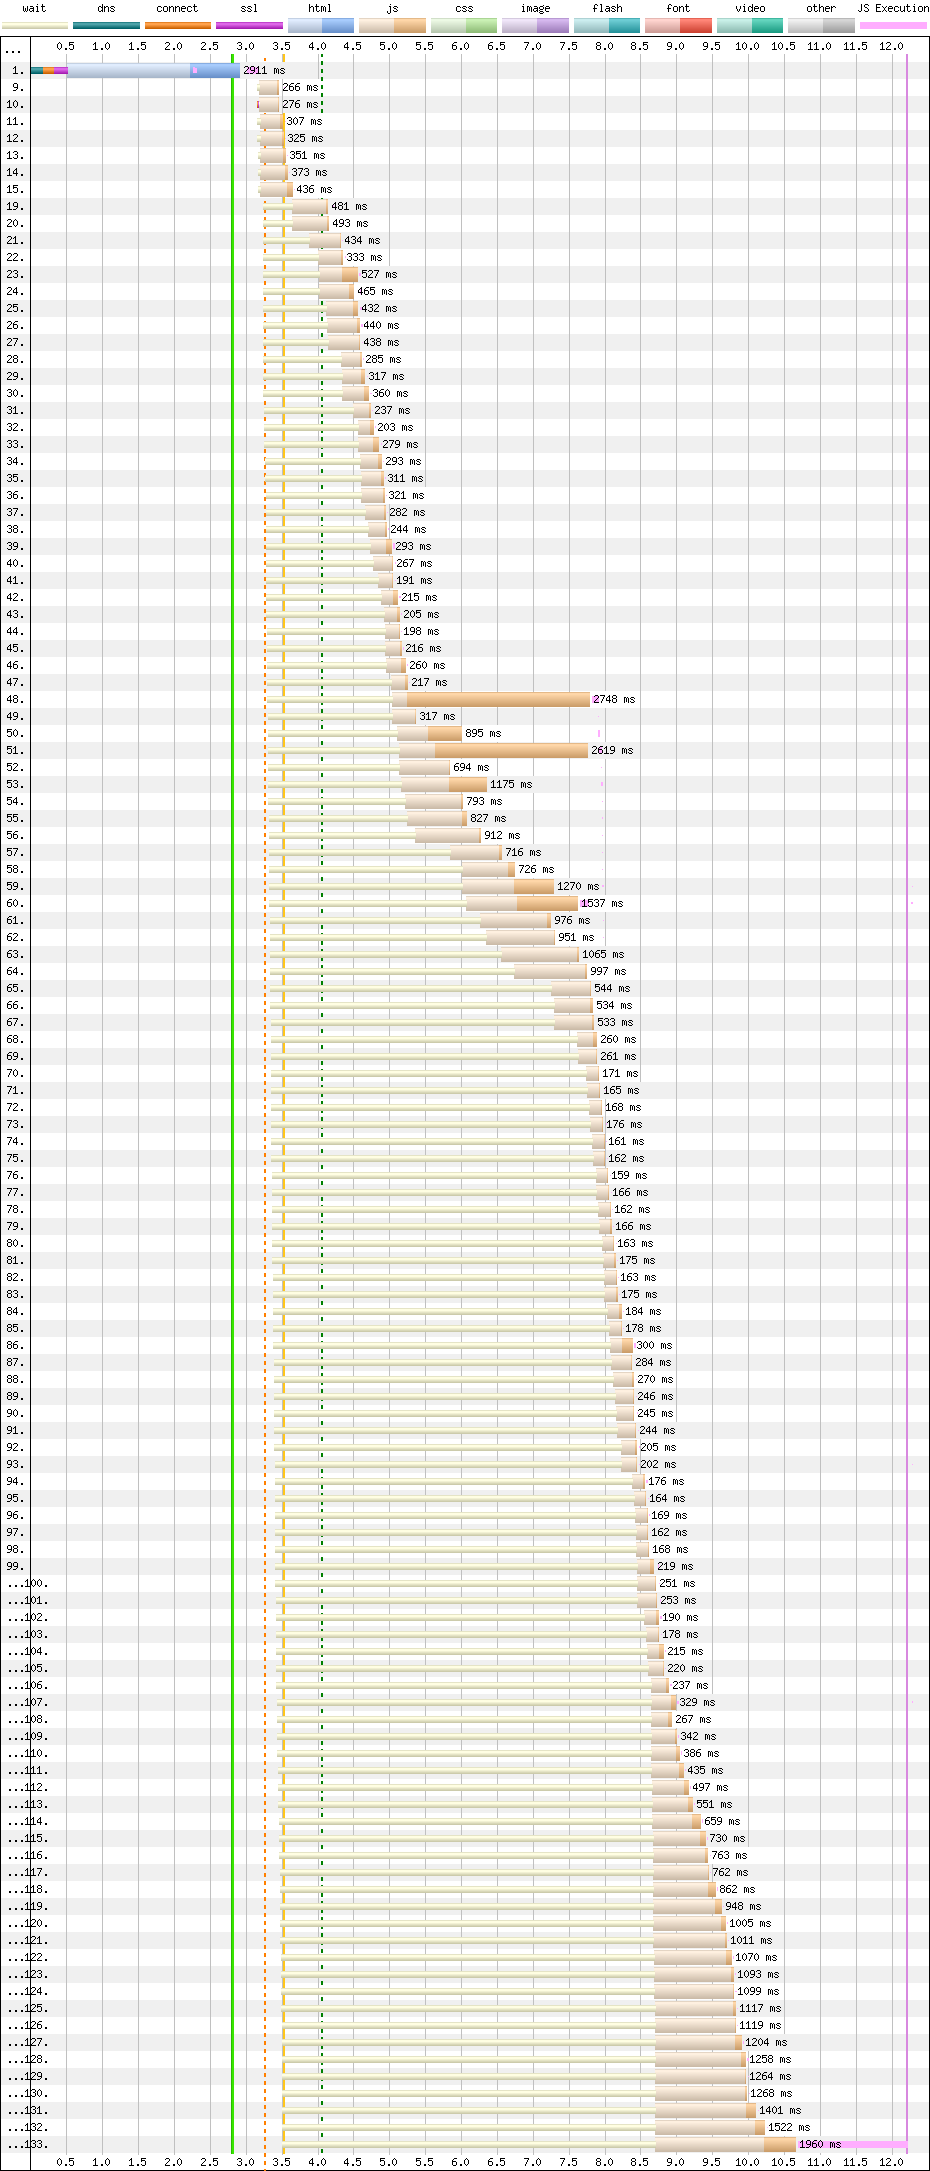 wait dns connect ssl html js css image flash font video other JS Execution
... 0.5 1.0 1.5 2.0 2.5 3.0 3.5 4.0 4.5 5.0 5.5 6.0 6.5 7.0 7.5 8.0 8.5 9.0 9.5 10.0 10.5 11.0 11.5 12.0
1. 2911 ms
9. 266 ms
10. 276 ms
11. 307 ms
12. 325 ms
13. 351 ms
14. 373 ms
15. 436 ms
19. 481 ms
20. 493 ms
21. 434 ms
22. 333 ms
23. 527 ms
24. 465 ms
25. 432 ms
26. 440 ms
27. 438 ms
28. 285 ms
29. 317 ms
30. 360 ms
31. 237 ms
32. 203 ms
33. 279 ms
34. 293 ms
35. 311 ms
36. 321 ms
37. 282 ms
38. 244 ms
39. 293 ms
40. 267 ms
41. 191 ms
42. 215 ms
43. 205 ms
44. 198 ms
45. 216 ms
46. 260 ms
47. 217 ms
48. 2748 ms
49. 317 ms
50. 895 ms
51. 2619 ms
52. 694 ms
53. 1175 ms
54. 793 ms
55. 827 ms
56. 912 ms
57. 716 ms
58. 726 ms
59. 1270 ms
60. 1537 ms
61. 976 ms
62. 951 ms
63. 1065 ms
64. 997 ms
65. 544 ms
66. 534 ms
67. 533 ms
68. 260 ms
69. 261 ms
70. 171 ms
71. 165 ms
72. 168 ms
73. 176 ms
74. 161 ms
75. 162 ms
76. 159 ms
77. 166 ms
78. 162 ms
79. 166 ms
80. 163 ms
81. 175 ms
82. 163 ms
83. 175 ms
84. 184 ms
85. 178 ms
86. 300 ms
87. 284 ms
88. 270 ms
89. 246 ms
90. 245 ms
91. 244 ms
92. 205 ms
93. 202 ms
94. 176 ms
95. 164 ms
96. 169 ms
97. 162 ms
98. 168 ms
99. 219 ms
...100. 251 ms
...101. 253 ms
...102. 190 ms
...103. 178 ms
...104. 215 ms
...105. 220 ms
...106. 237 ms
...107. 329 ms
...108. 267 ms
...109. 342 ms
...110. 386 ms
...111. 435 ms
...112. 497 ms
...113. 551 ms
...114. 659 ms
...115. 730 ms
...116. 763 ms
...117. 762 ms
...118. 862 ms
...119. 948 ms
...120. 1005 ms
...121. 1011 ms
...122. 1070 ms
...123. 1093 ms
...124. 1099 ms
...125. 1117 ms
...126. 1119 ms
...127. 1204 ms
...128. 1258 ms
...129. 1264 ms
...130. 1268 ms
...131. 1401 ms
...132. 1522 ms
...133. 1960 ms
0.5 1.0 1.5 2.0 2.5 3.0 3.5 4.0 4.5 5.0 5.5 6.0 6.5 7.0 7.5 8.0 8.5 9.0 9.5 10.0 10.5 11.0 11.5 12.0